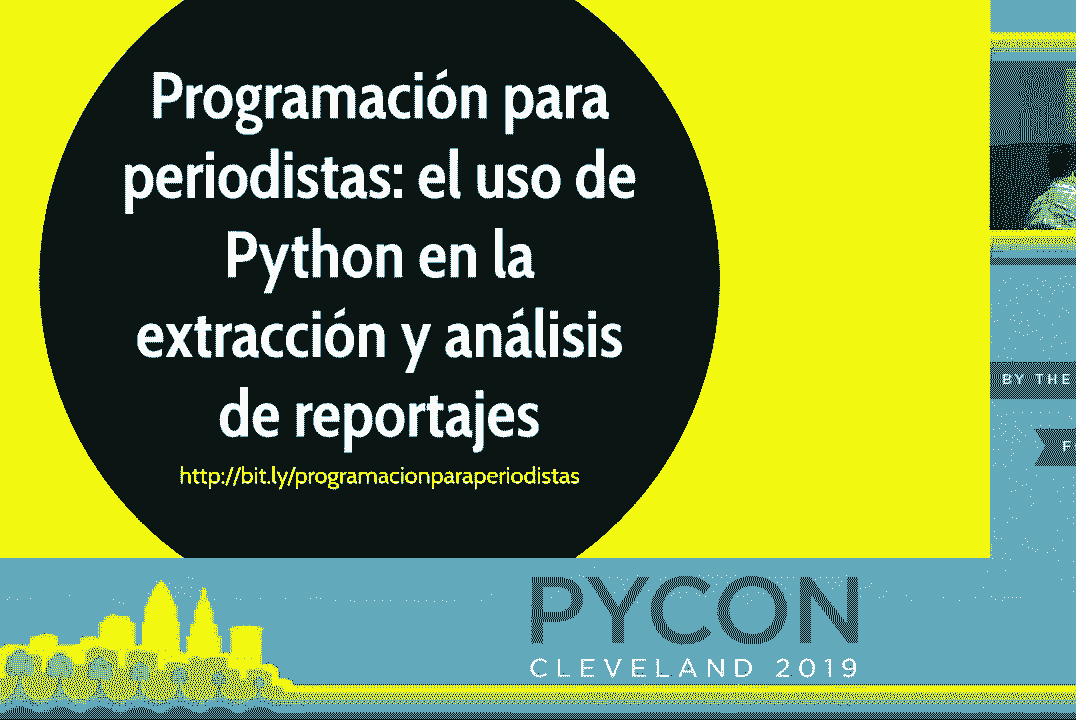 Programación para
periodistas: el uso de
Python en la
extracción y análisis
de reportajes
http://bit.ly/programacionparaperiodistas
BY THE
PYCON
CLEVELAND 2019